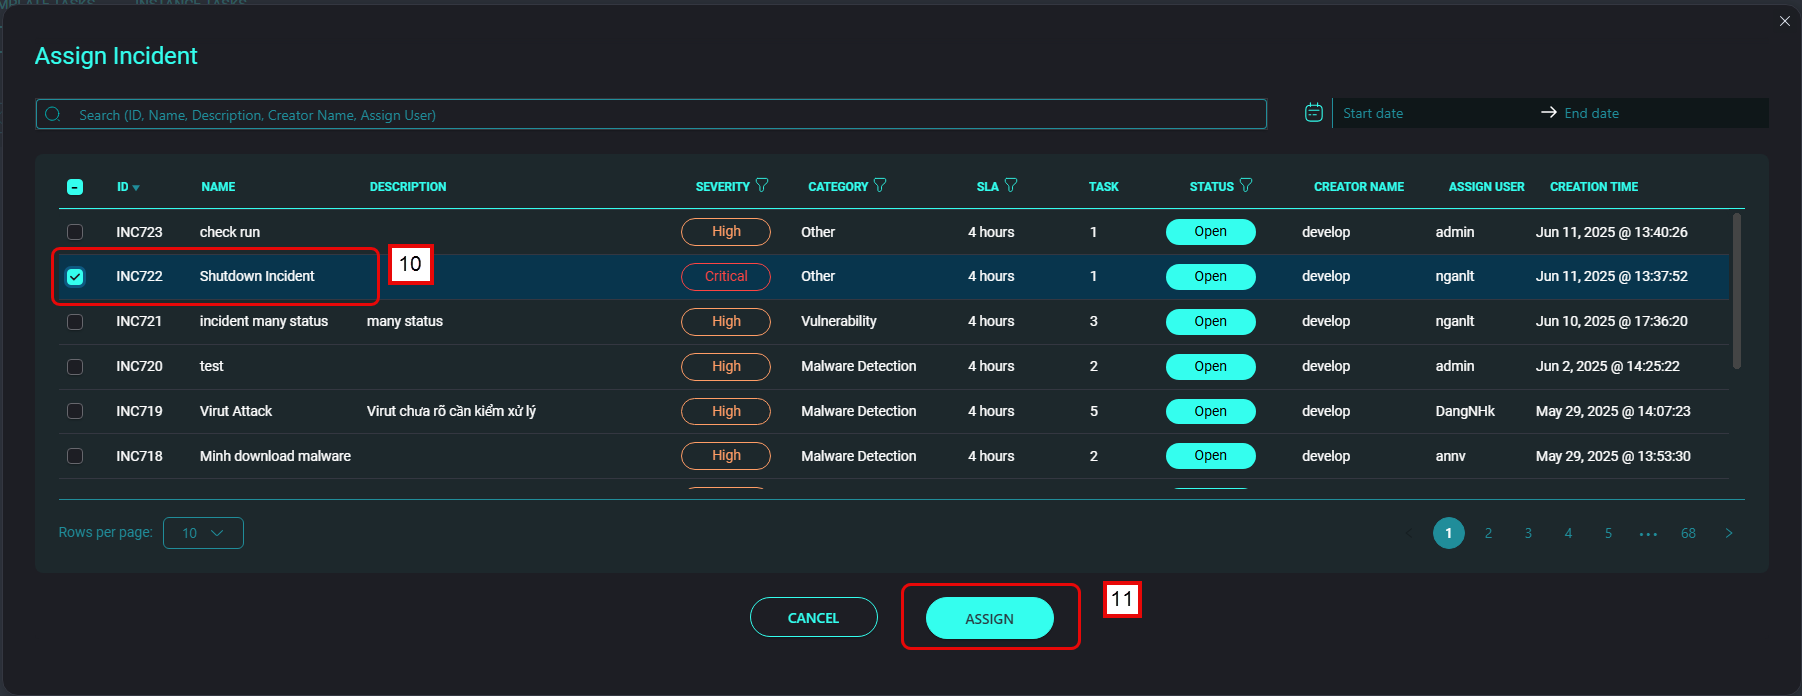 Assign Incident
Search (ID, Name, Description, Creator Name, Assign User)
Start date → End date
ID NAME DESCRIPTION SEVERITY CATEGORY SLA TASK STATUS CREATOR NAME ASSIGN USER CREATION TIME
INC723 check run High Other 4 hours 1 Open develop admin Jun 11, 2025 @ 13:40:26
INC722 Shutdown Incident 10 Critical Other 4 hours 1 Open develop nganlt Jun 11, 2025 @ 13:37:52
INC721 incident many status many status High Vulnerability 4 hours 3 Open develop nganlt Jun 10, 2025 @ 17:36:20
INC720 test High Malware Detection 4 hours 2 Open develop admin Jun 2, 2025 @ 14:25:22
INC719 Virut Attack Virut chưa rõ cần kiểm xử lý High Malware Detection 4 hours 5 Open develop DangNHk May 29, 2025 @ 14:07:23
INC718 Minh download malware High Malware Detection 4 hours 2 Open develop annv May 29, 2025 @ 13:53:30
Rows per page: 10 1 2 3 4 5 ••• 68
CANCEL ASSIGN 11